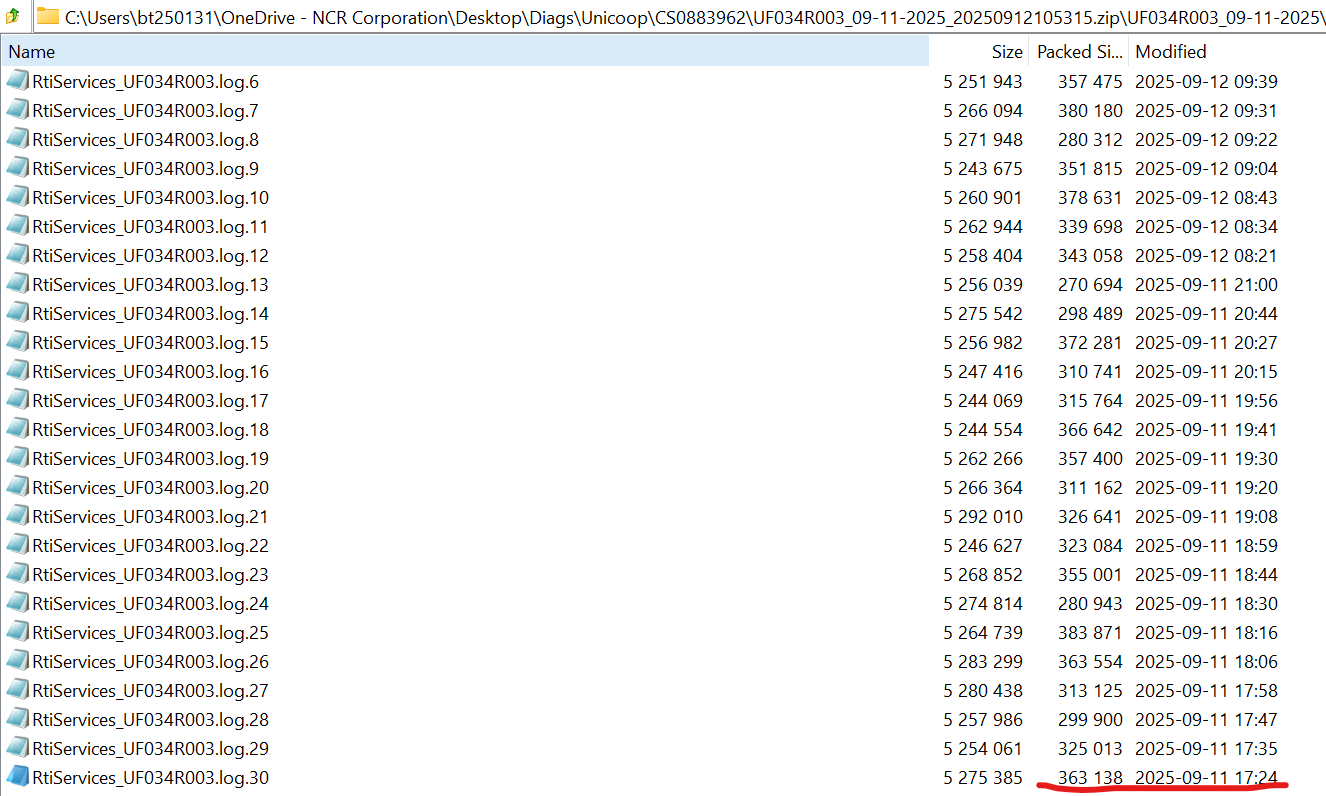 C:\Users\bt250131\OneDrive - NCR Corporation\Desktop\Diags\Unicoop\CS0883962\UF034R003_09-11-2025_20250912105315.zip\UF034R003_09-11-2025\
Name Size Packed Si... Modified
RtiServices_UF034R003.log.6 5 251 943 357 475 2025-09-12 09:39
RtiServices_UF034R003.log.7 5 266 094 380 180 2025-09-12 09:31
RtiServices_UF034R003.log.8 5 271 948 280 312 2025-09-12 09:22
RtiServices_UF034R003.log.9 5 243 675 351 815 2025-09-12 09:04
RtiServices_UF034R003.log.10 5 260 901 378 631 2025-09-12 08:43
RtiServices_UF034R003.log.11 5 262 944 339 698 2025-09-12 08:34
RtiServices_UF034R003.log.12 5 258 404 343 058 2025-09-12 08:21
RtiServices_UF034R003.log.13 5 256 039 270 694 2025-09-11 21:00
RtiServices_UF034R003.log.14 5 275 542 298 489 2025-09-11 20:44
RtiServices_UF034R003.log.15 5 256 982 372 281 2025-09-11 20:27
RtiServices_UF034R003.log.16 5 247 416 310 741 2025-09-11 20:15
RtiServices_UF034R003.log.17 5 244 069 315 764 2025-09-11 19:56
RtiServices_UF034R003.log.18 5 244 554 366 642 2025-09-11 19:41
RtiServices_UF034R003.log.19 5 262 266 357 400 2025-09-11 19:30
RtiServices_UF034R003.log.20 5 266 364 311 162 2025-09-11 19:20
RtiServices_UF034R003.log.21 5 292 010 326 641 2025-09-11 19:08
RtiServices_UF034R003.log.22 5 246 627 323 084 2025-09-11 18:59
RtiServices_UF034R003.log.23 5 268 852 355 001 2025-09-11 18:44
RtiServices_UF034R003.log.24 5 274 814 280 943 2025-09-11 18:30
RtiServices_UF034R003.log.25 5 264 739 383 871 2025-09-11 18:16
RtiServices_UF034R003.log.26 5 283 299 363 554 2025-09-11 18:06
RtiServices_UF034R003.log.27 5 280 438 313 125 2025-09-11 17:58
RtiServices_UF034R003.log.28 5 257 986 299 900 2025-09-11 17:47
RtiServices_UF034R003.log.29 5 254 061 325 013 2025-09-11 17:35
RtiServices_UF034R003.log.30 5 275 385 363 138 2025-09-11 17:24